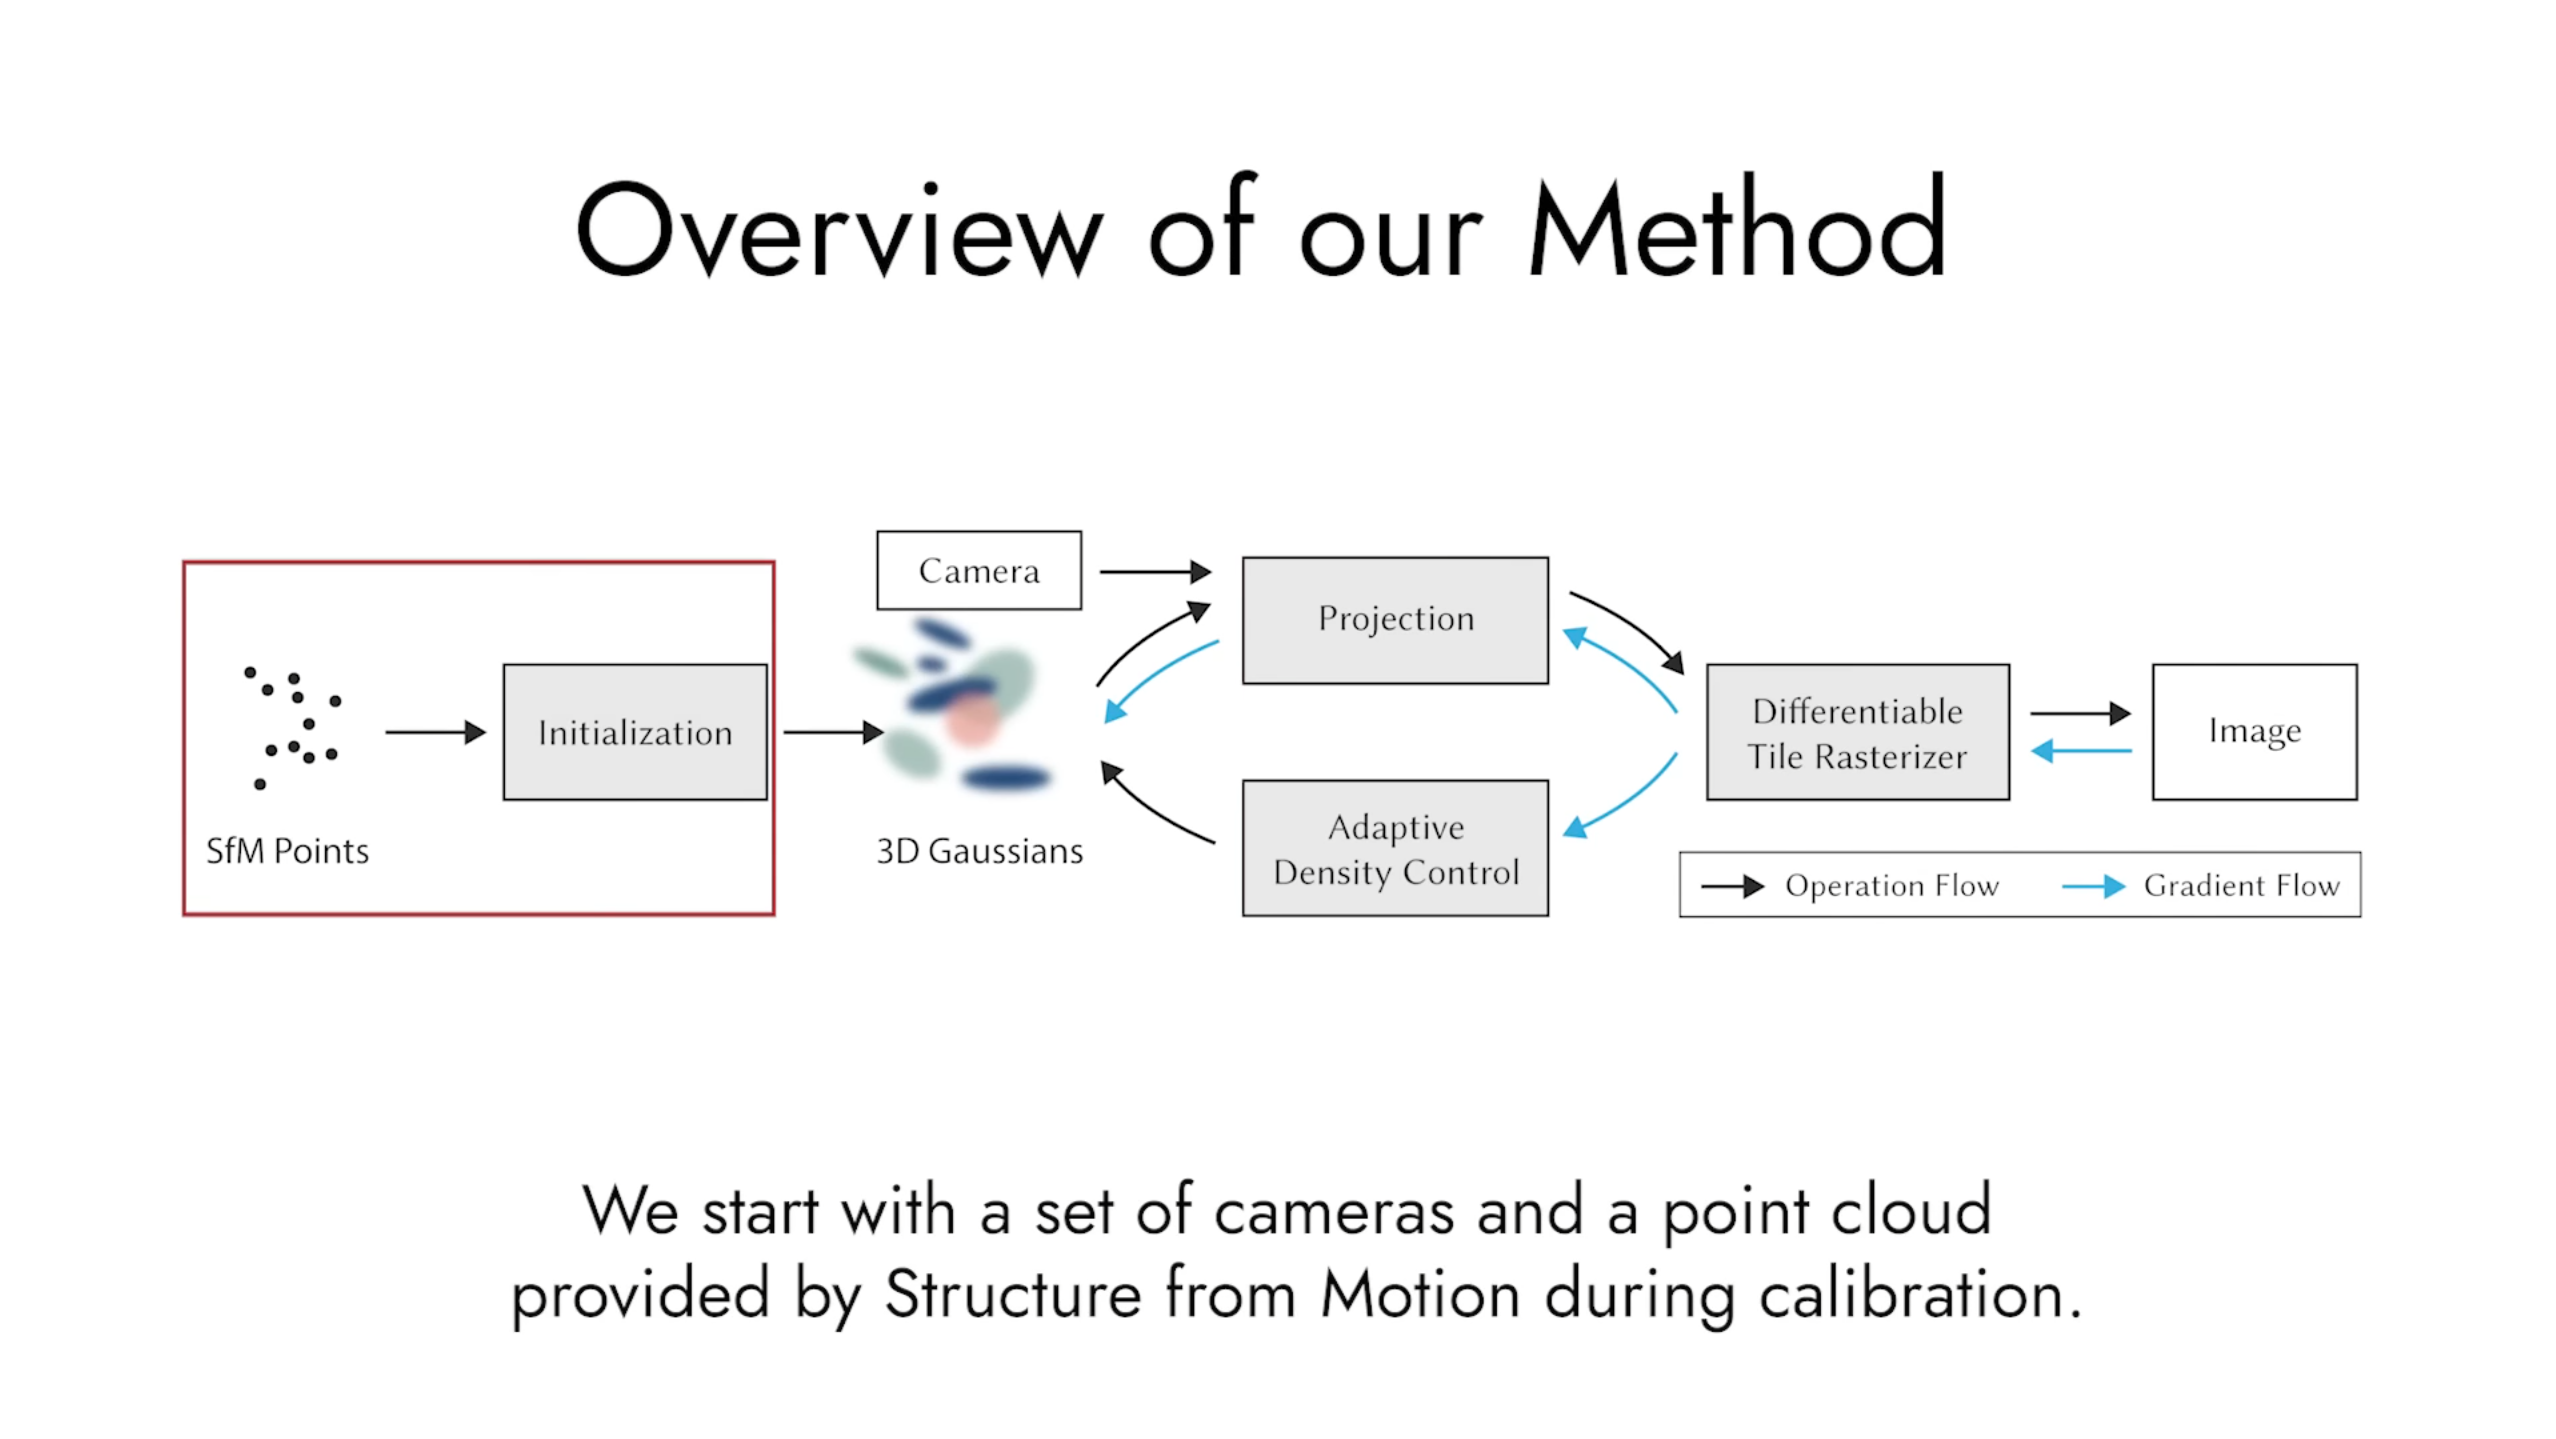 Overview of our Method
Camera
Projection
Initialization
Differentiable
Tile Rasterizer
Image
SfM Points
3D Gaussians
Adaptive
Density Control
Operation Flow
Gradient Flow
We start with a set of cameras and a point cloud
provided by Structure from Motion during calibration.